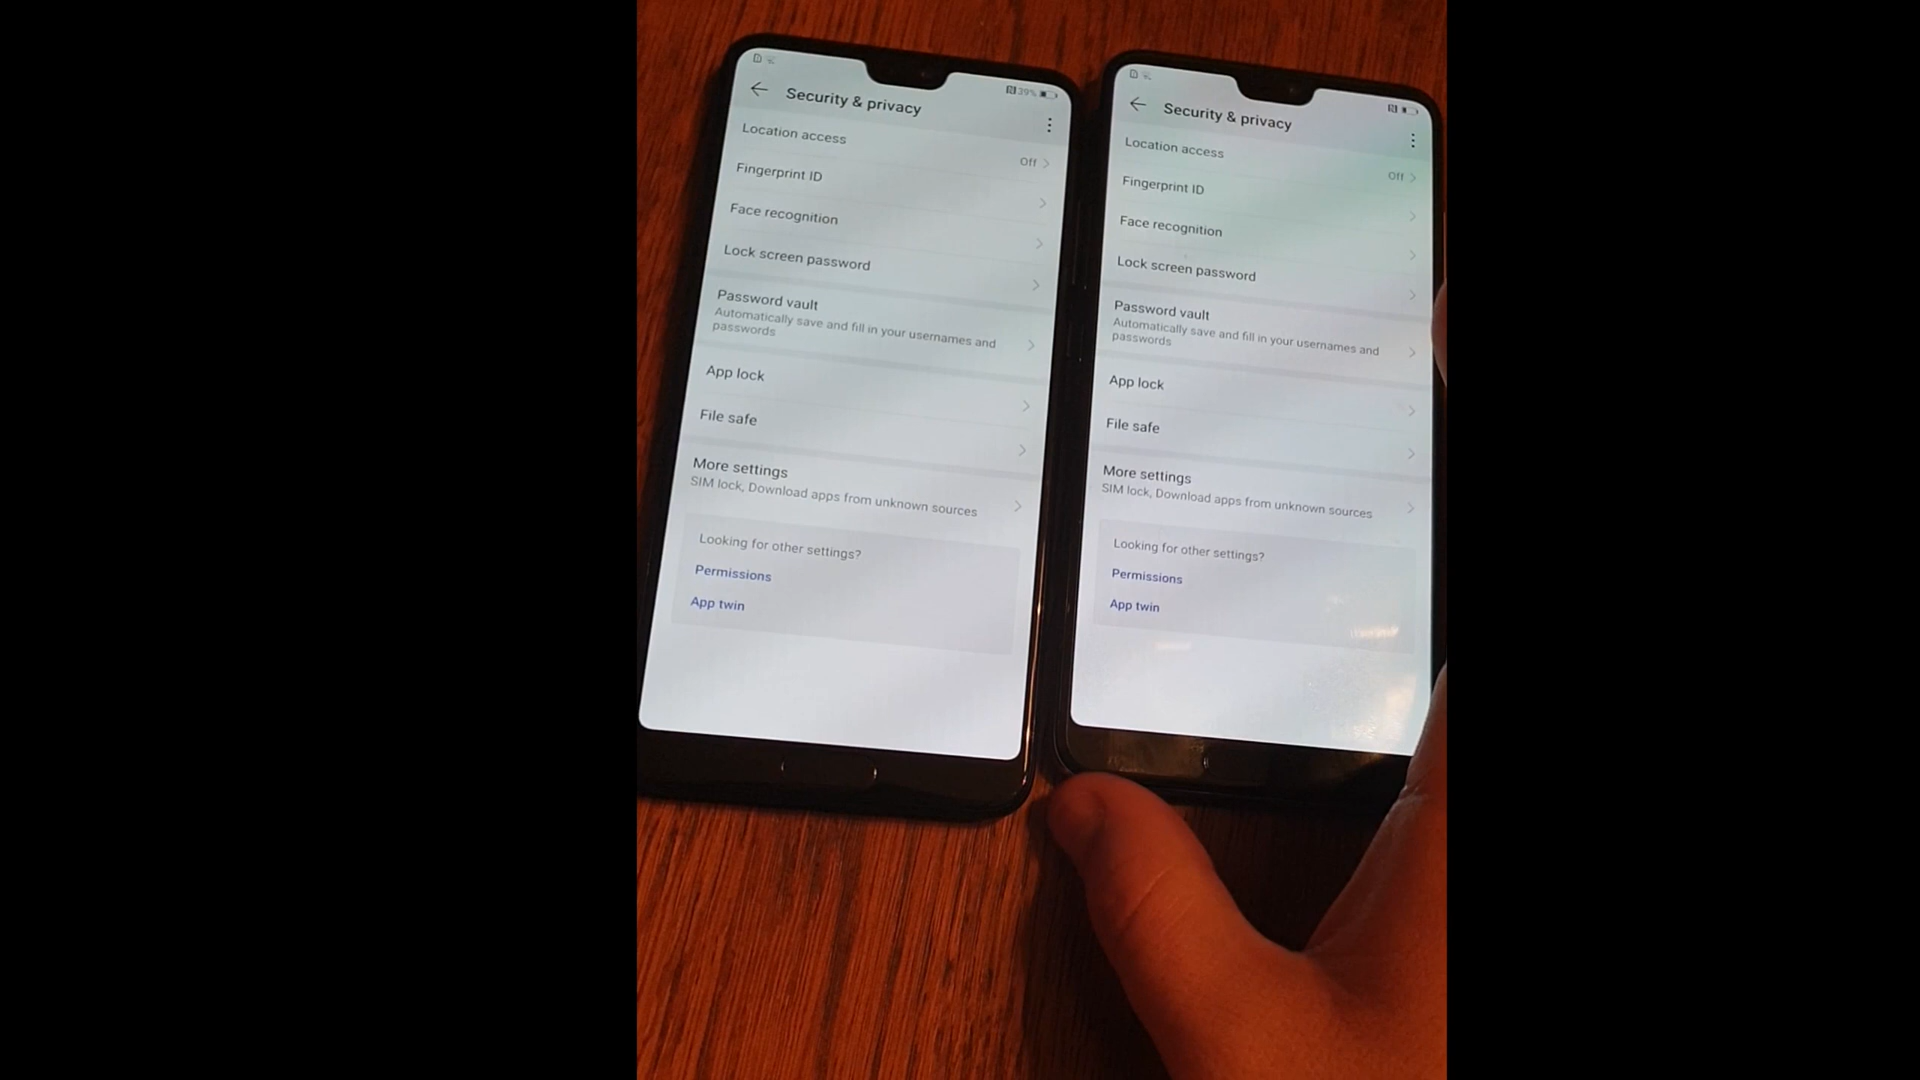 39%
Security & privacy
Location access
Off
Fingerprint ID
Face recognition
Lock screen password
Password vault
Automatically save and fill in your usernames and
passwords
App lock
File safe
More settings
SIM lock, Download apps from unknown sources
Looking for other settings?
Permissions
App twin
Security & privacy
Location access
Off
Fingerprint ID
Face recognition
Lock screen password
Password vault
Automatically save and fill in your usernames and
passwords
App lock
File safe
More settings
SIM lock, Download apps from unknown sources
Looking for other settings?
Permissions
App twin